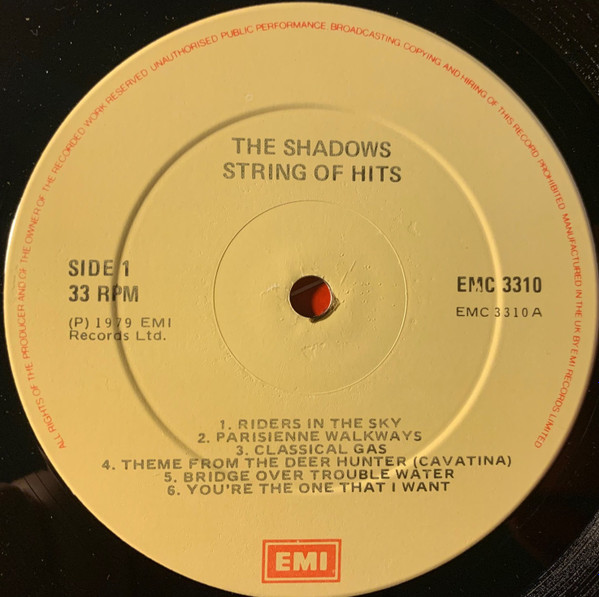 ALL RIGHTS OF THE PRODUCER AND OF THE OWNER OF THE RECORDED WORK RESERVED UNAUTHORISED PUBLIC PERFORMANCE BROADCASTING COPYING AND HIRING OF THIS RECORD PROHIBITED MANUFACTURED IN THE UK BY EMI RECORDS LIMITED
THE SHADOWS
STRING OF HITS
SIDE 1
33 RPM
(P) 1979 EMI
Records Ltd.
EMC 3310
EMC 3310 A
1. RIDERS IN THE SKY
2. PARISIENNE WALKWAYS
3. CLASSICAL GAS
4. THEME FROM THE DEER HUNTER (CAVATINA)
5. BRIDGE OVER TROUBLE WATER
6. YOU'RE THE ONE THAT I WANT
EMI